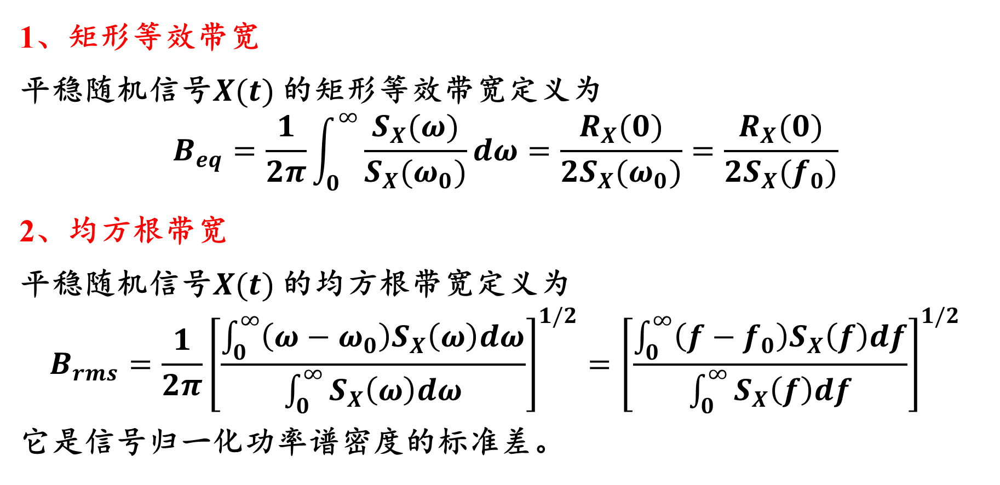 1、矩形等效带宽
平稳随机信号X(t) 的矩形等效带宽定义为
$B_{eq} = \frac{1}{2\pi} \int_0^\infty \frac{S_X(\omega)}{S_X(\omega_0)} d\omega = \frac{R_X(0)}{2S_X(\omega_0)} = \frac{R_X(0)}{2S_X(f_0)}$
2、均方根带宽
平稳随机信号X(t) 的均方根带宽定义为
$B_{rms} = \frac{1}{2\pi} \left[ \frac{\int_0^\infty (\omega - \omega_0) S_X(\omega) d\omega}{\int_0^\infty S_X(\omega) d\omega} \right]^{1/2} = \left[ \frac{\int_0^\infty (f - f_0) S_X(f) df}{\int_0^\infty S_X(f) df} \right]^{1/2}$
它是信号归一化功率谱密度的标准差。